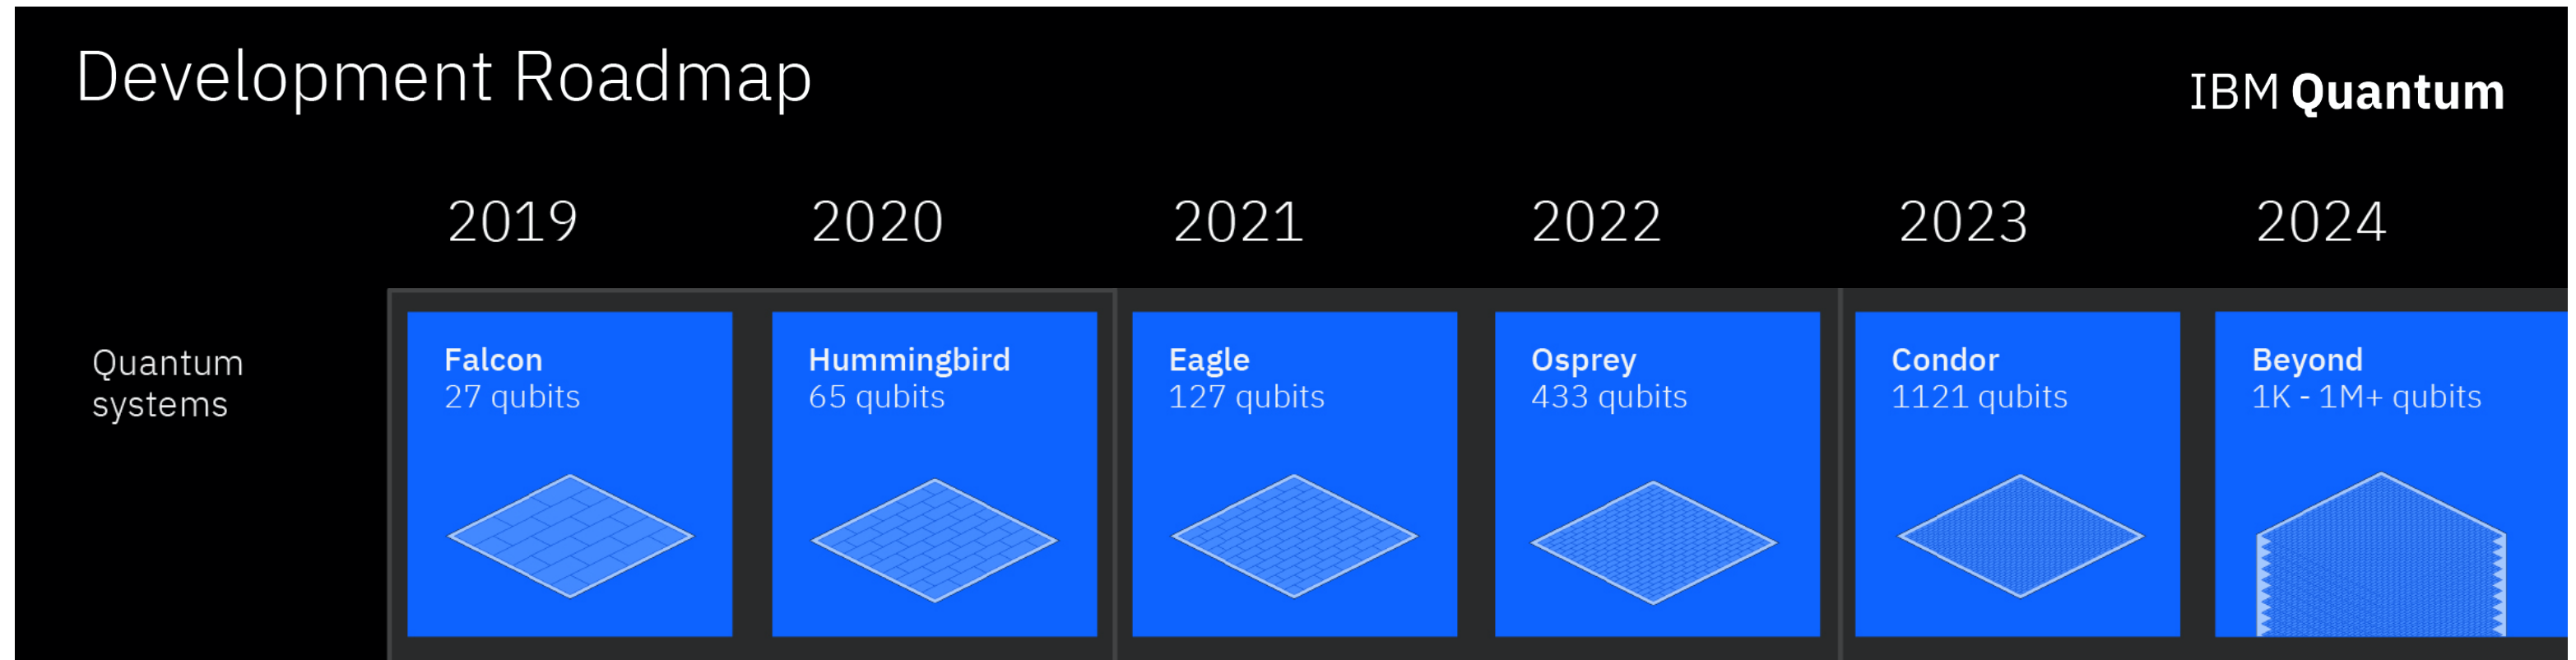 Development Roadmap
IBM Quantum
2019
2020
2021
2022
2023
2024
Quantum
systems
Falcon
27 qubits
Hummingbird
65 qubits
Eagle
127 qubits
Osprey
433 qubits
Condor
1121 qubits
Beyond
1K - 1M+ qubits